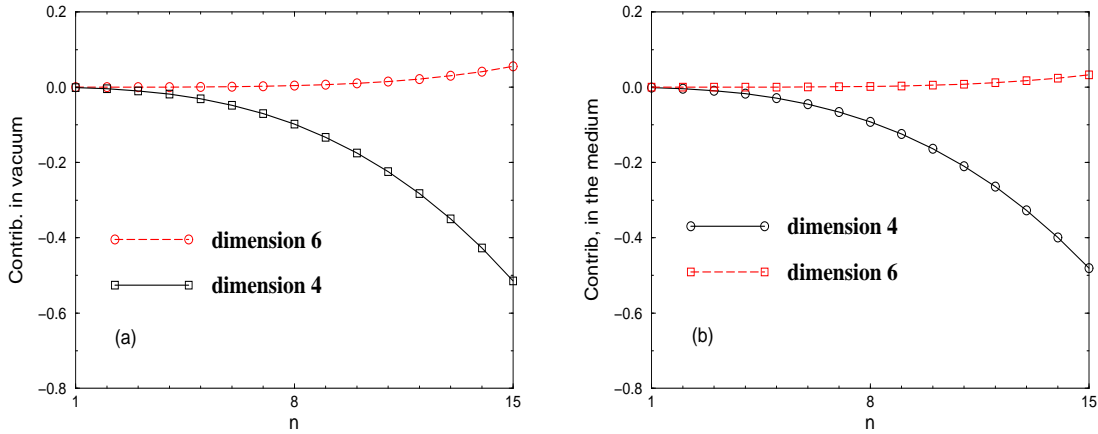 0.2
0.0
−0.2
−0.4
−0.6
−0.8
Contrib. in vacuum
dimension 6
dimension 4
(a)
1
8
15
n
0.2
0.0
−0.2
−0.4
−0.6
−0.8
Contrib, in the medium
dimension 4
dimension 6
(b)
1
8
15
n